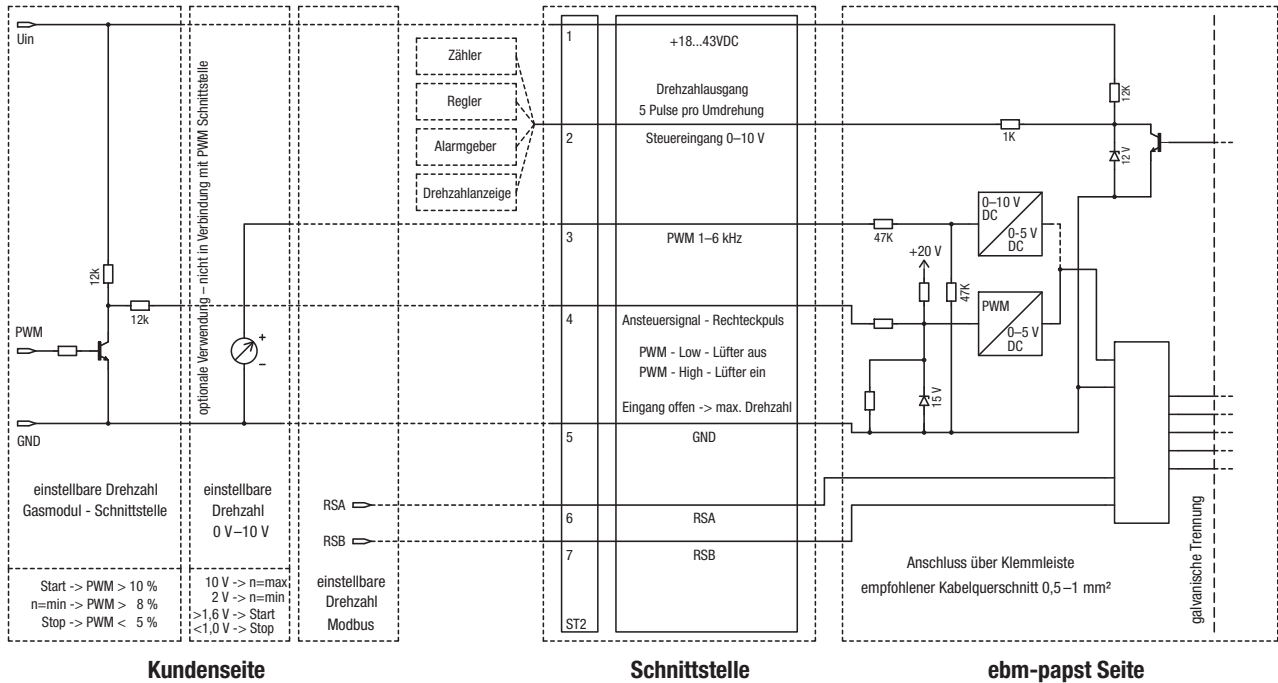 Uin
12k
12k
PWM
GND
einstellbare Drehzahl
Gasmodul - Schnittstelle
Start -> PWM > 10 %
n=min -> PWM > 8 %
Stop -> PWM < 5 %
optionale Verwendung – nicht in Verbindung mit PWM Schnittstelle
+
–
einstellbare
Drehzahl
0 V–10 V
10 V -> n=max
2 V -> n=min
>1,6 V -> Start
<1,0 V -> Stop
RSA
RSB
einstellbare
Drehzahl
Modbus
Zähler
Regler
Alarmgeber
Drehzahlanzeige
1
+18...43VDC
Drehzahlausgang
5 Pulse pro Umdrehung
2
Steuereingang 0–10 V
3
PWM 1–6 kHz
4
Ansteuersignal - Rechteckpuls
PWM - Low - Lüfter aus
PWM - High - Lüfter ein
Eingang offen -> max. Drehzahl
5
GND
6
RSA
7
RSB
ST2
12K
1K
12 V
0–10 V
DC
0-5 V
DC
47K
+20 V
47K
PWM
0–5 V
DC
15 V
Anschluss über Klemmleiste
empfohlener Kabelquerschnitt 0,5–1 mm²
galvanische Trennung
Kundenseite
Schnittstelle
ebm-papst Seite